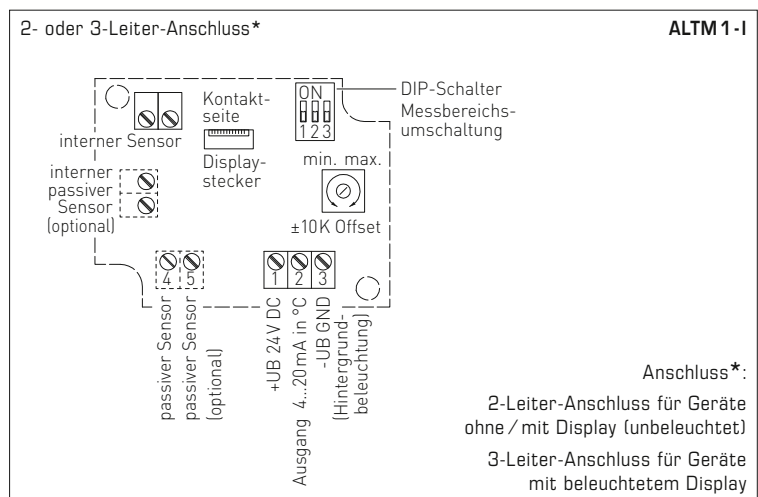 2- oder 3-Leiter-Anschluss*
ALTM 1 - I
ON
1 2 3
DIP-Schalter
Messbereichs-
umschaltung
Kontakt-
seite
interner Sensor
Display-
stecker
min. max.
±10K Offset
interner
passiver
Sensor
(optional)
4 5
1 2 3
passiver Sensor
passiver Sensor
(optional)
+UB 24V DC
Ausgang 4...20mA in °C
-UB GND
(Hintergrund-
beleuchtung)
Anschluss*:
2-Leiter-Anschluss für Geräte
ohne / mit Display (unbeleuchtet)
3-Leiter-Anschluss für Geräte
mit beleuchtetem Display